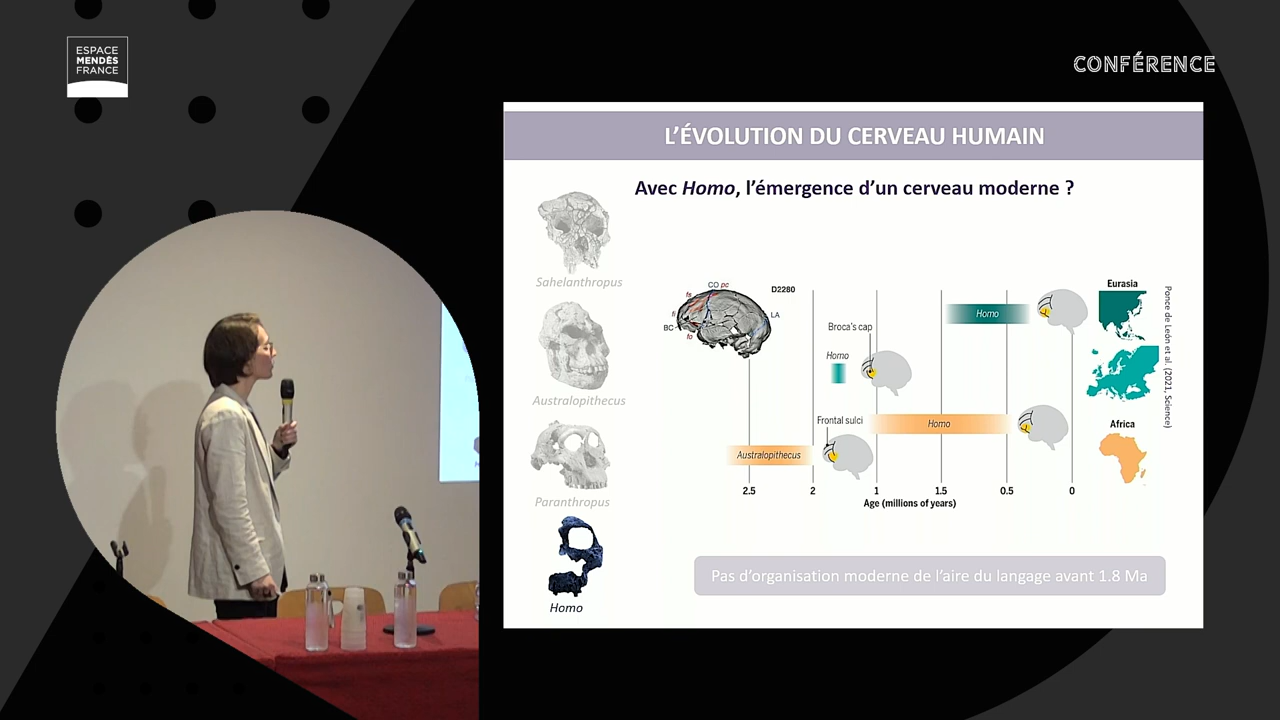 ESPACE
MENDÈS
FRANCE
CONFÉRENCE
L'ÉVOLUTION DU CERVEAU HUMAIN
Avec Homo, l'émergence d'un cerveau moderne ?
Sahelanthropus
Australopithecus
Paranthropus
Homo
CO pc
D2280
fs
fi
BC
LA
fo
Broca's cap
Homo
Homo
Frontal sulci
Homo
Australopithecus
2.5 2 1 1.5 0.5 0
Age (millions of years)
Eurasia
Africa
Ponce de León et al. (2021, Science)
Pas d'organisation moderne de l'aire du langage avant 1.8 Ma